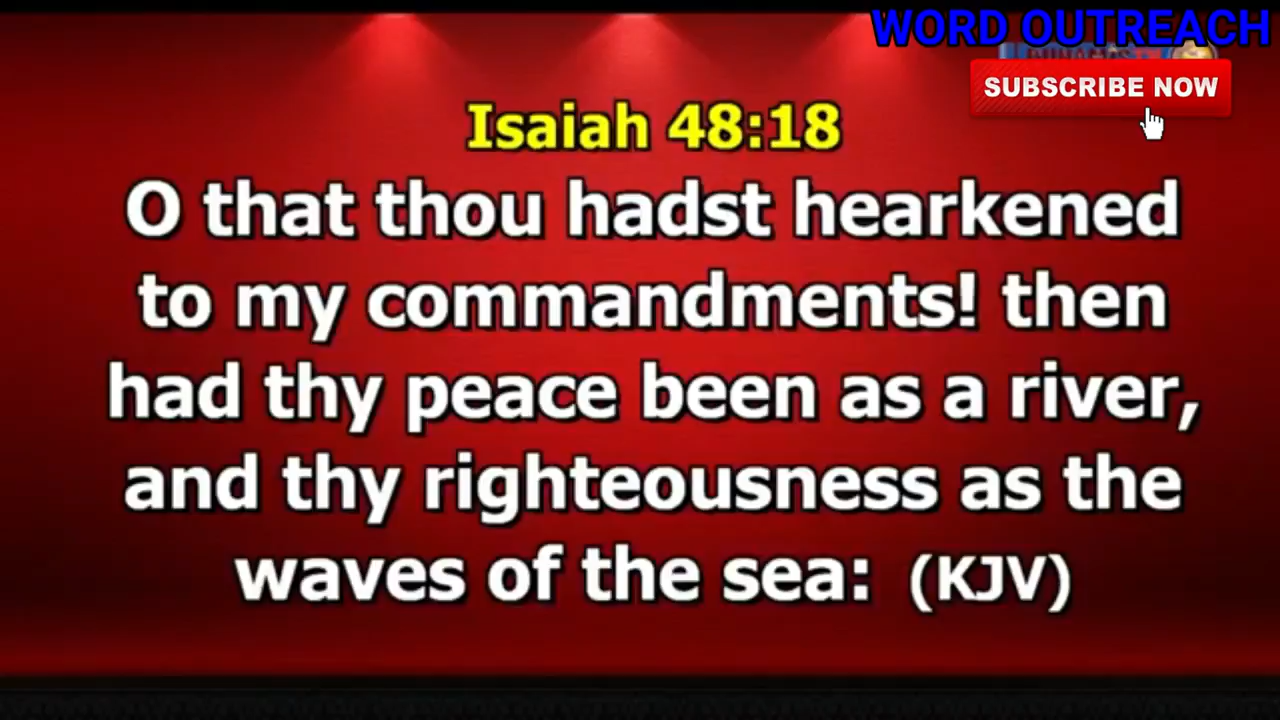 WORD OUTREACH
SUBSCRIBE NOW
Isaiah 48:18
O that thou hadst hearkened
to my commandments! then
had thy peace been as a river,
and thy righteousness as the
waves of the sea: (KJV)